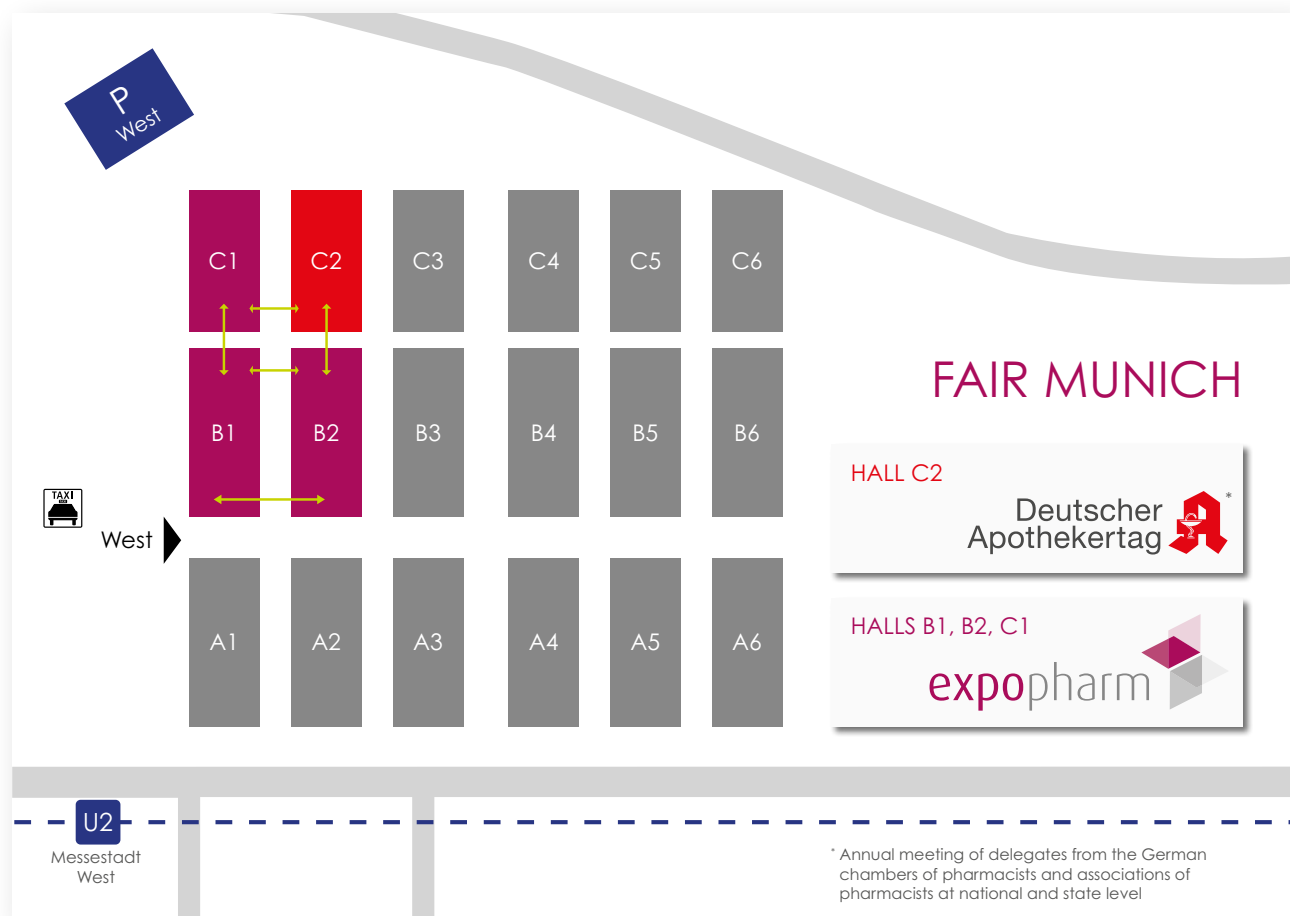 P
West
C1
C2
C3
C4
C5
C6
B1
B2
B3
B4
B5
B6
TAXI
West
A1
A2
A3
A4
A5
A6
FAIR MUNICH
HALL C2
Deutscher
Apothekertag
*
HALLS B1, B2, C1
expopharm
U2
Messestadt
West
* Annual meeting of delegates from the German
chambers of pharmacists and associations of
pharmacists at national and state level